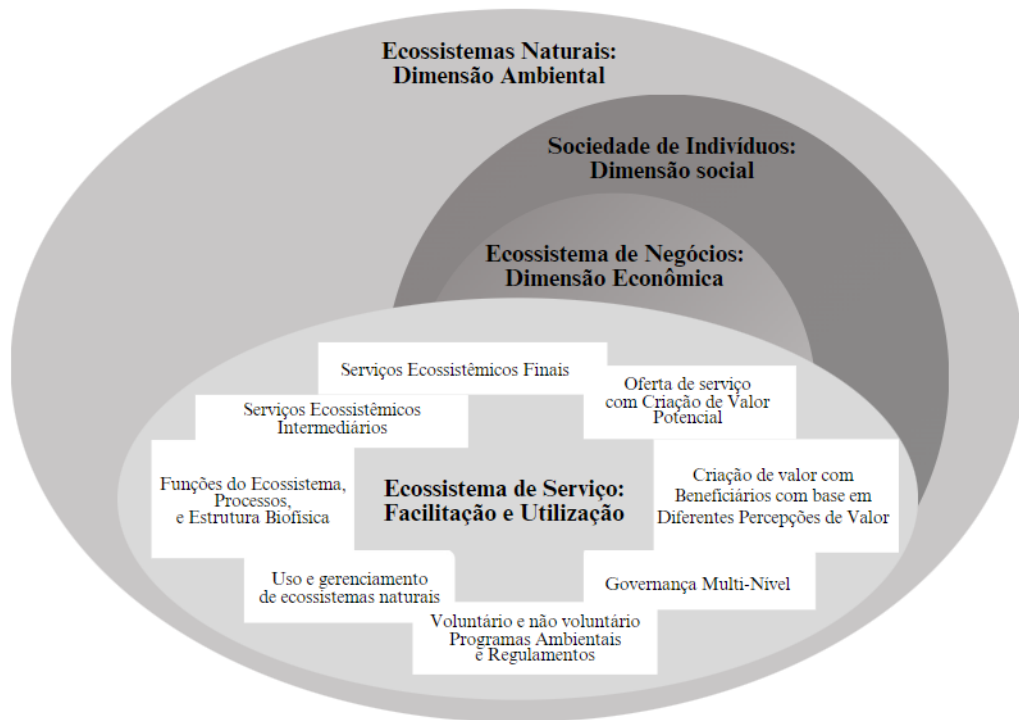 Ecossistemas Naturais:
Dimensão Ambiental
Sociedade de Indivíduos:
Dimensão social
Ecossistema de Negócios:
Dimensão Econômica
Serviços Ecossistêmicos Finais
Oferta de serviço
com Criação de Valor
Potencial
Serviços Ecossistêmicos
Intermediários
Funções do Ecossistema,
Processos,
e Estrutura Biofísica
Ecossistema de Serviço:
Facilitação e Utilização
Criação de valor com
Beneficiários com base em
Diferentes Percepções de Valor
Uso e gerenciamento
de ecossistemas naturais
Governança Multi-Nível
Voluntário e não voluntário
Programas Ambientais
e Regulamentos